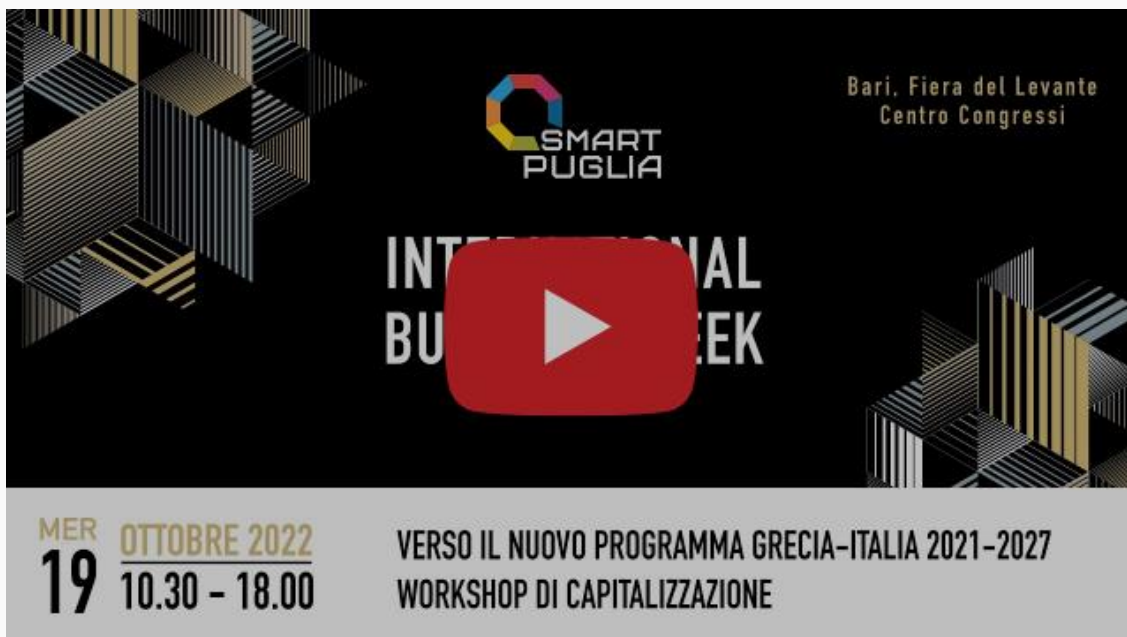 Bari, Fiera del Levante
Centro Congressi
SMART
PUGLIA
MER
19
OTTOBRE 2022
10.30 – 18.00
VERSO IL NUOVO PROGRAMMA GRECIA-ITALIA 2021-2027
WORKSHOP DI CAPITALIZZAZIONE